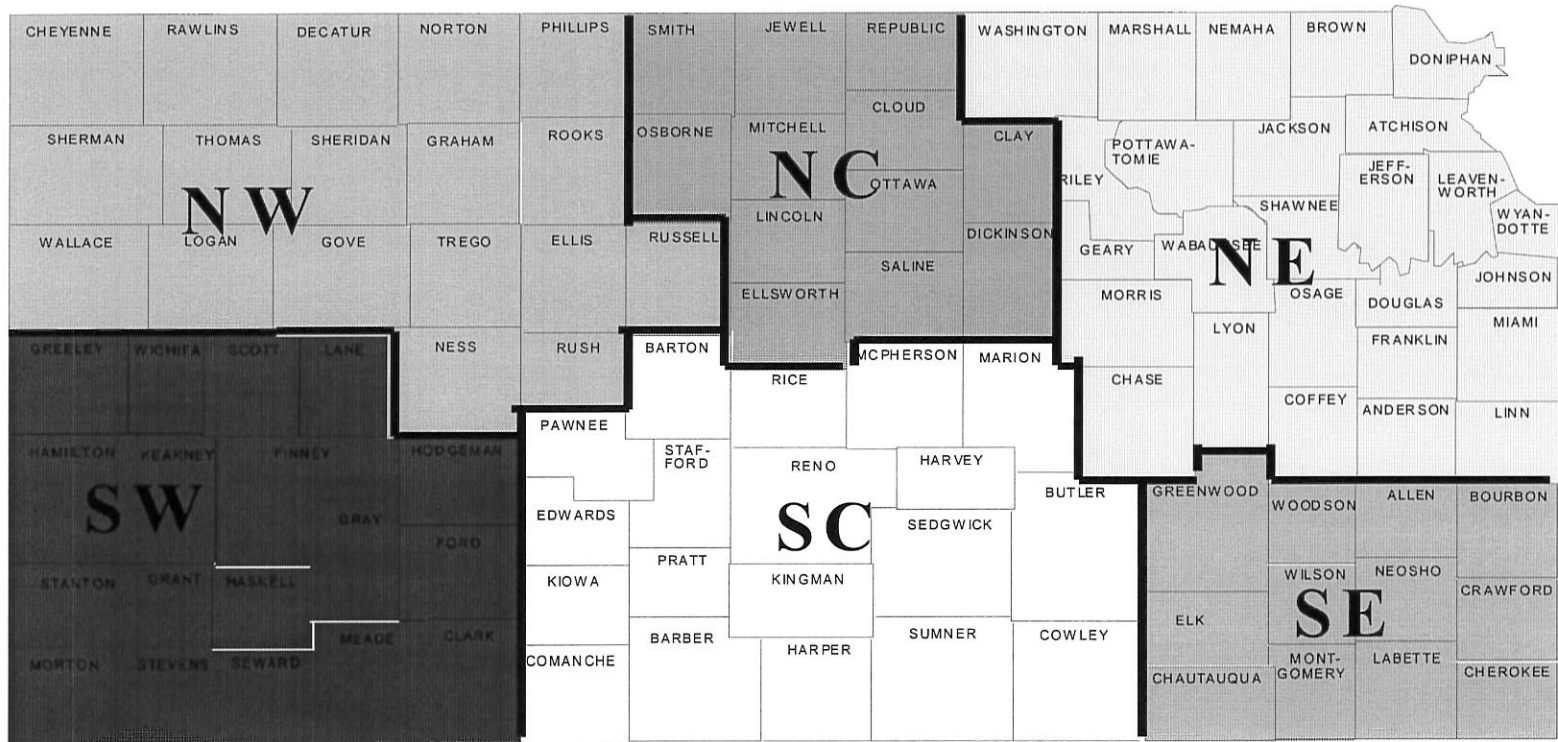 CHEYENNE
RAWLINS
DECATUR
NORTON
PHILLIPS
SMITH
JEWELL
REPUBLIC
WASHINGTON
MARSHALL
NEMAHA
BROWN
DONIPHAN
SHERMAN
THOMAS
SHERIDAN
GRAHAM
ROOKS
OSBORNE
MITCHELL
CLOUD
CLAY
RILEY
POTTAWA-
TOMIE
JACKSON
ATCHISON
JEFF-
ERSON
LEAVEN-
WORTH
WYAN-
DOTTE
NW
NC
OTTAWA
LINCOLN
SHAWNEE
WALLACE
LOGAN
GOVE
TREGO
ELLIS
RUSSELL
DICKINSON
GEARY
WABAUNSEE
NE
SALINE
ELLSWORTH
MORRIS
OSAGE
DOUGLAS
JOHNSON
GREELEY
WICHITA
SCOTT
LANE
NESS
RUSH
BARTON
RICE
MCPHERSON
MARION
CHASE
LYON
FRANKLIN
MIAMI
COFFEY
ANDERSON
LINN
HAMILTON
KEARNEY
FINNEY
HODGEMAN
PAWNEE
STAF-
FORD
RENO
HARVEY
BUTLER
GREENWOOD
WOODSON
ALLEN
BOURBON
SW
GRAY
FORD
EDWARDS
SC
SEDGWICK
STANTON
GRANT
HASKELL
KIOWA
PRATT
KINGMAN
WILSON
NEOSHO
CRAWFORD
ELK
SE
MORTON
STEVENS
SEWARD
MEADE
CLARK
COMANCHE
BARBER
HARPER
SUMNER
COWLEY
CHAUTAUQUA
MONT-
GOMERY
LABETTE
CHEROKEE